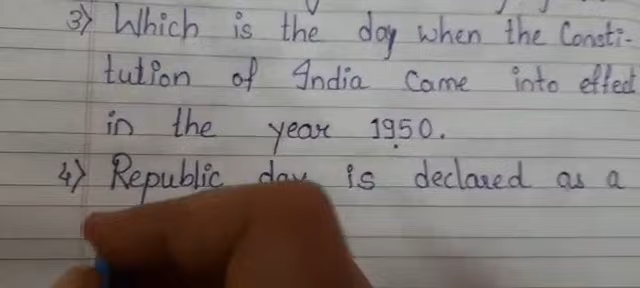 3) Which is the day when the Consti-
tution of India Came into effect
in the year 1950.
4) Republic day is declared as a